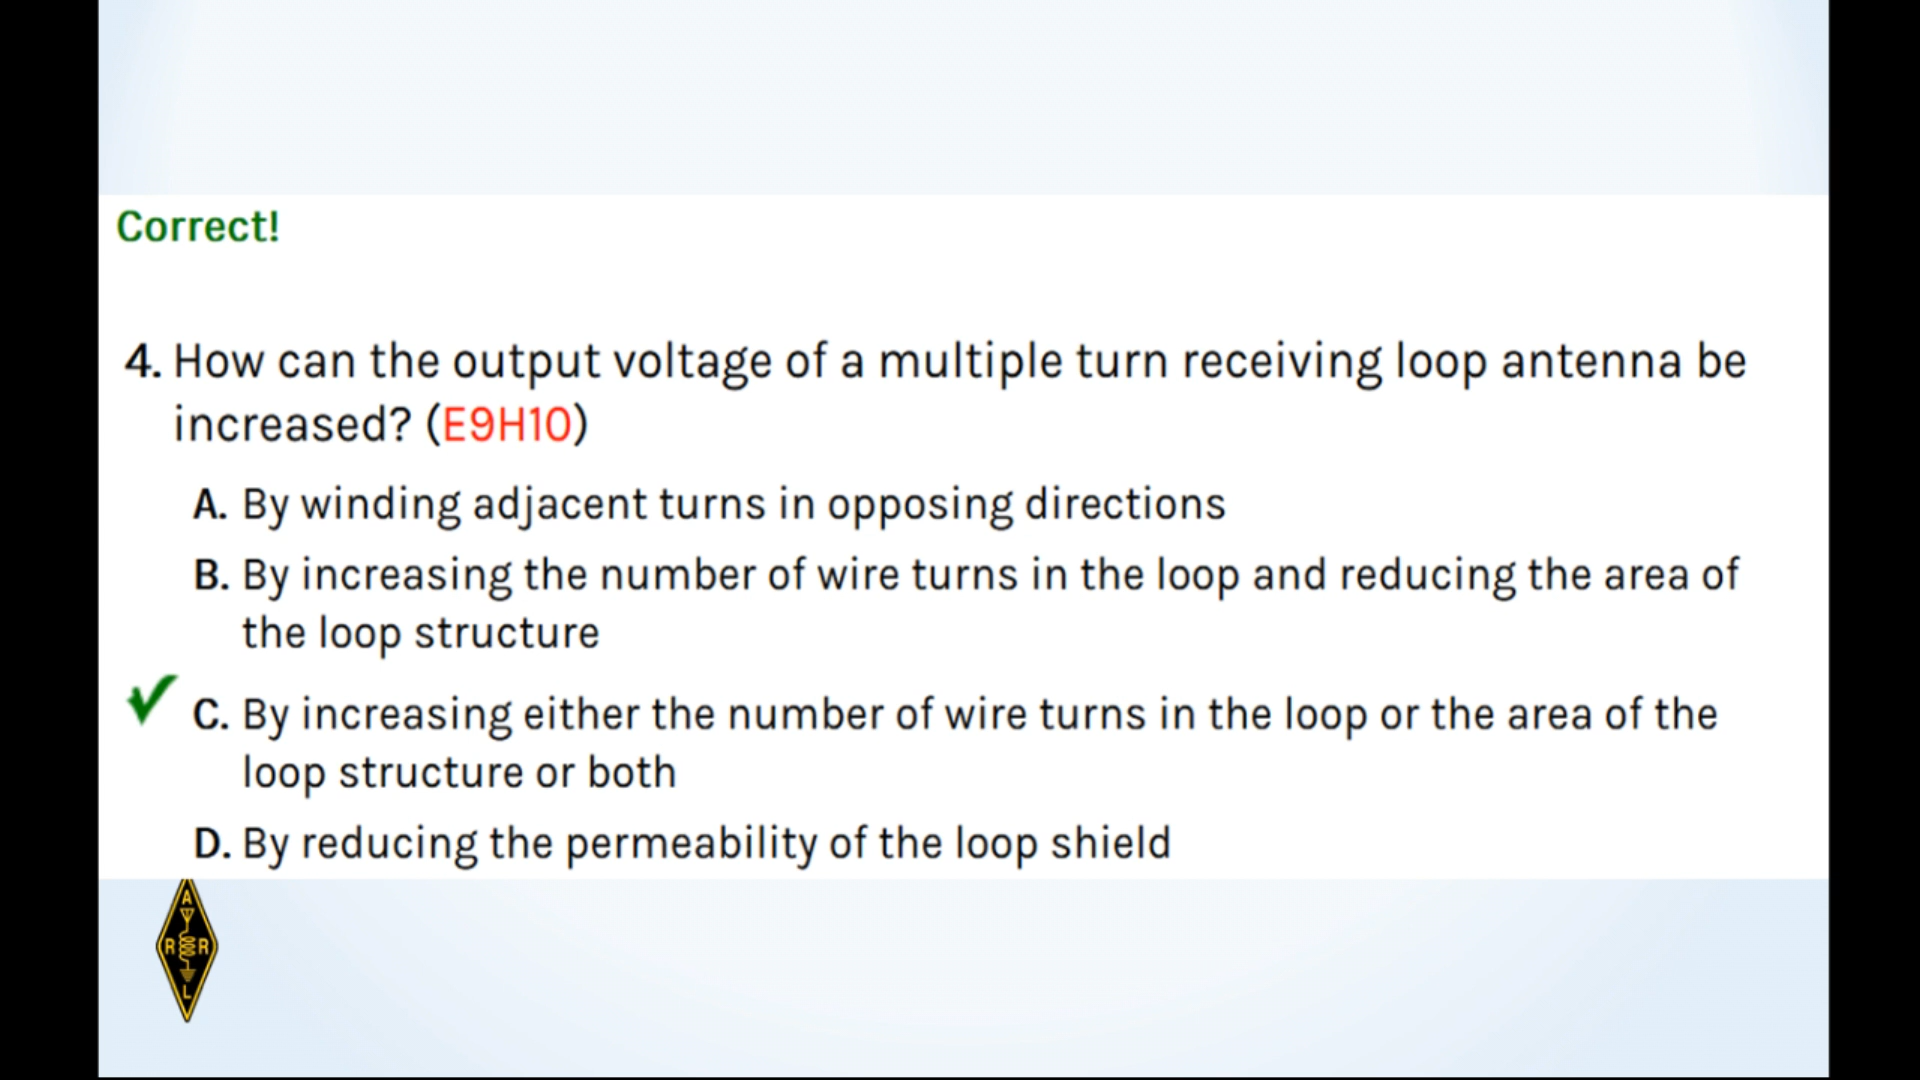 Correct!
4. How can the output voltage of a multiple turn receiving loop antenna be
increased? (E9H10)
A. By winding adjacent turns in opposing directions
B. By increasing the number of wire turns in the loop and reducing the area of
the loop structure
C. By increasing either the number of wire turns in the loop or the area of the
loop structure or both
D. By reducing the permeability of the loop shield
A
R R
L